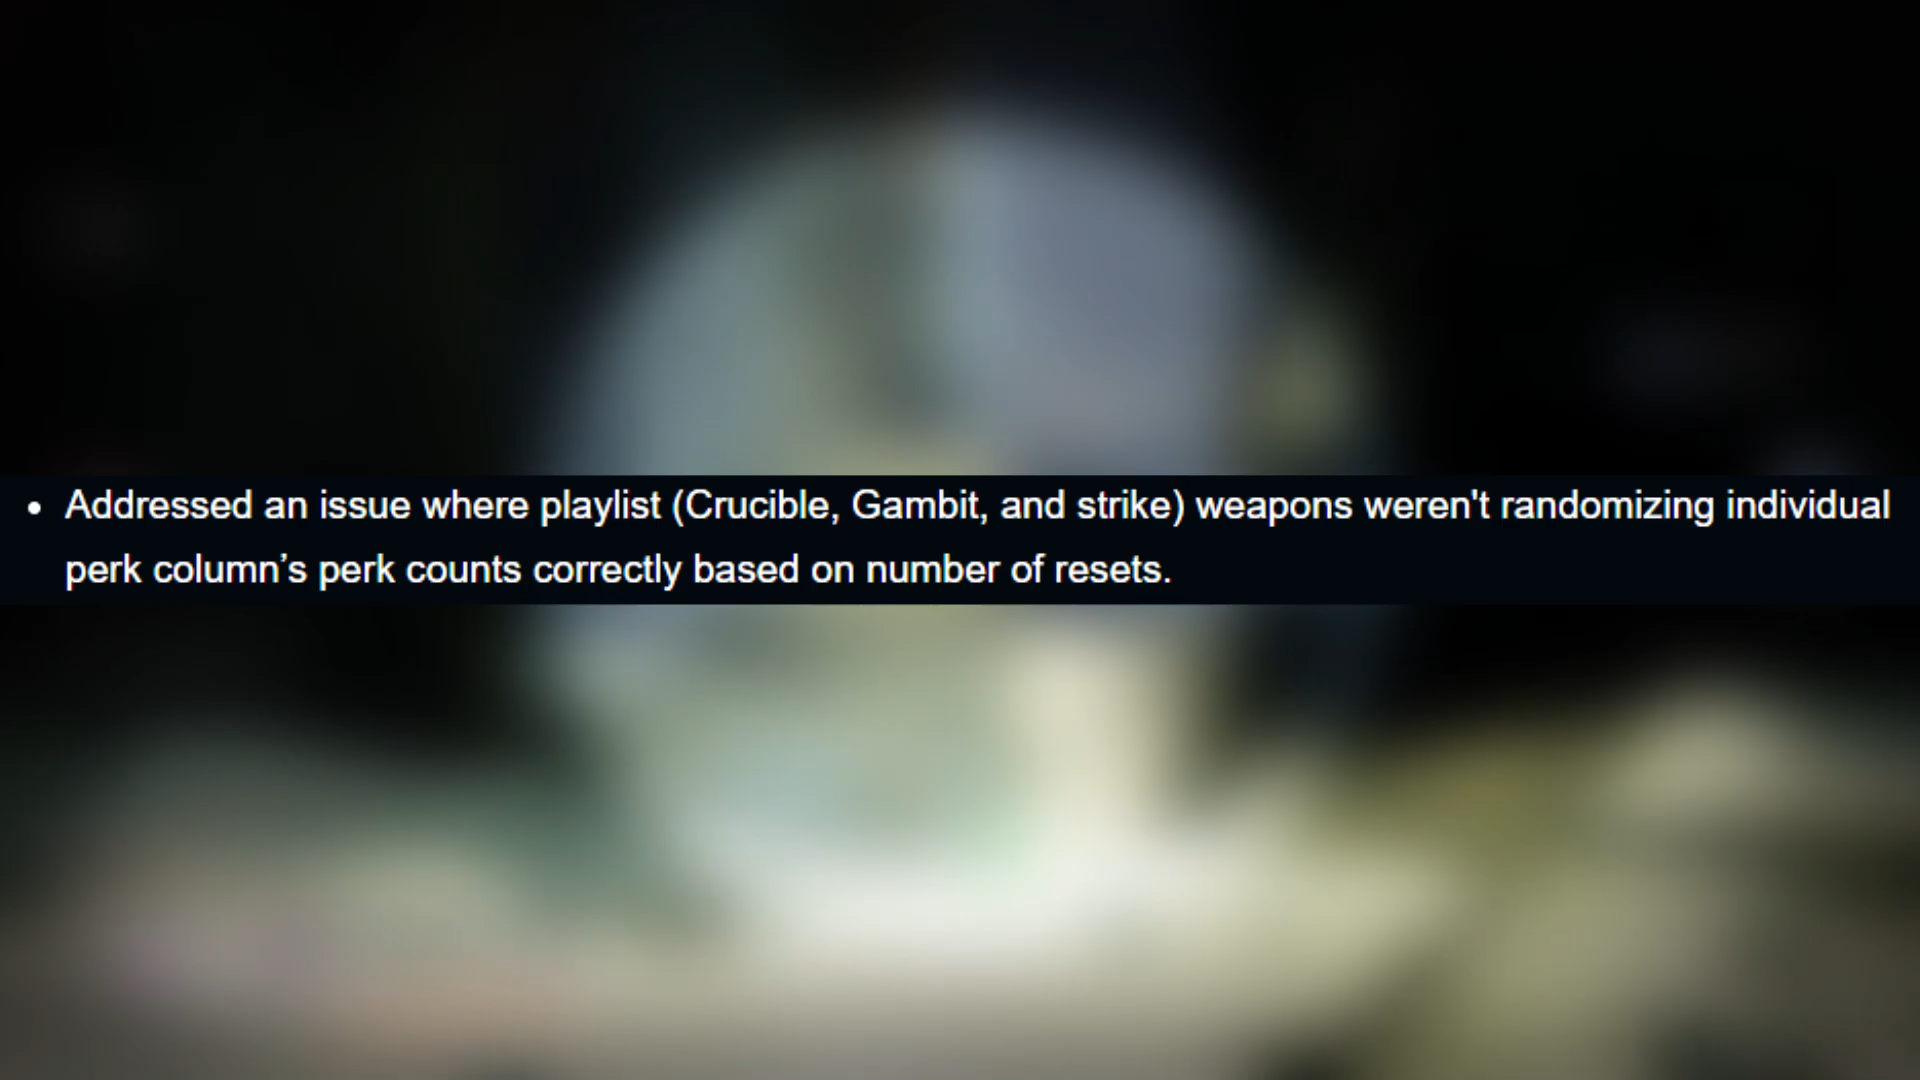 • Addressed an issue where playlist (Crucible, Gambit, and strike) weapons weren't randomizing individual
perk column’s perk counts correctly based on number of resets.